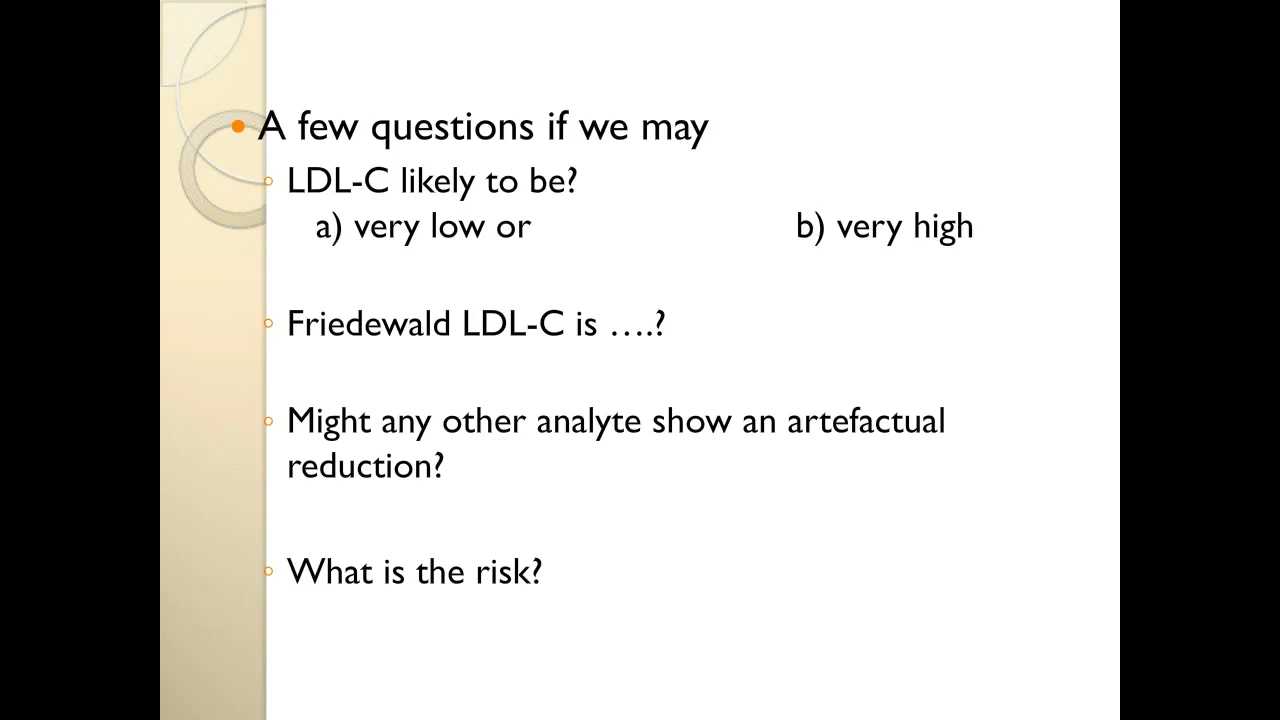 A few questions if we may
LDL-C likely to be?
a) very low or b) very high
Friedewald LDL-C is ….?
Might any other analyte show an artefactual
reduction?
What is the risk?